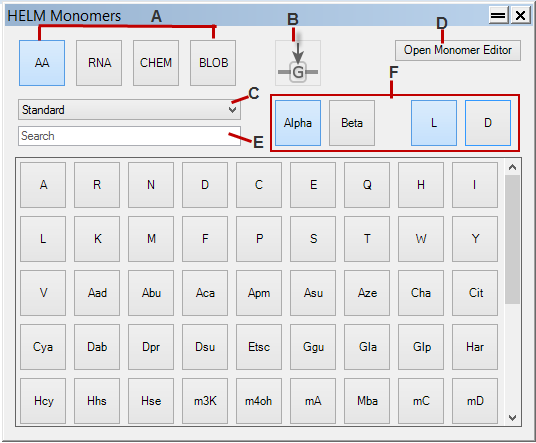 HELM Monomers
A
B
D
AA RNA CHEM BLOB
G
Open Monomer Editor
F
Standard
C
Search
E
Alpha Beta L D
A R N D C E Q H I
L K M F P S T W Y
V Aad Abu Aca Apm Asu Aze Cha Cit
Cya Dab Dpr Dsu Etsc Ggu Gla Glp Har
Hcy Hhs Hse m3K m4oh mA Mba mC mD